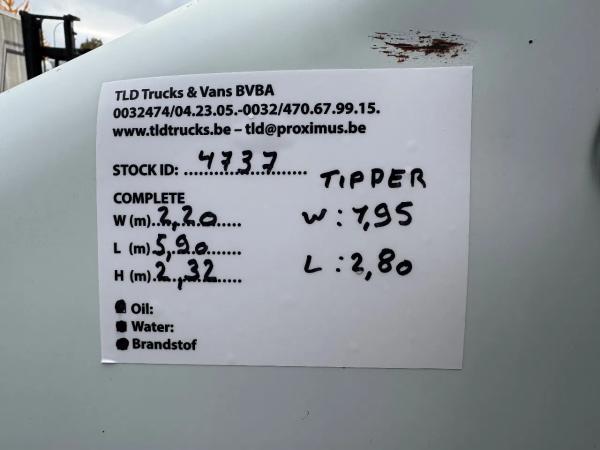 TLD Trucks & Vans BVBA
0032474/04.23.05.-0032/470.67.99.15.
www.tldtrucks.be – tld@proximus.be
STOCK ID: 4737
COMPLETE
W (m) 2,20
L (m) 5,90
H (m) 2,32
TIPPER
W: 1,95
L: 2,80
Oil:
Water:
Brandstof